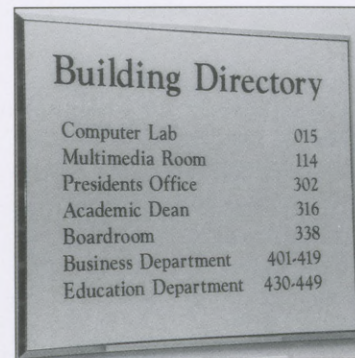 Building Directory
Computer Lab 015
Multimedia Room 114
Presidents Office 302
Academic Dean 316
Boardroom 338
Business Department 401-419
Education Department 430-449